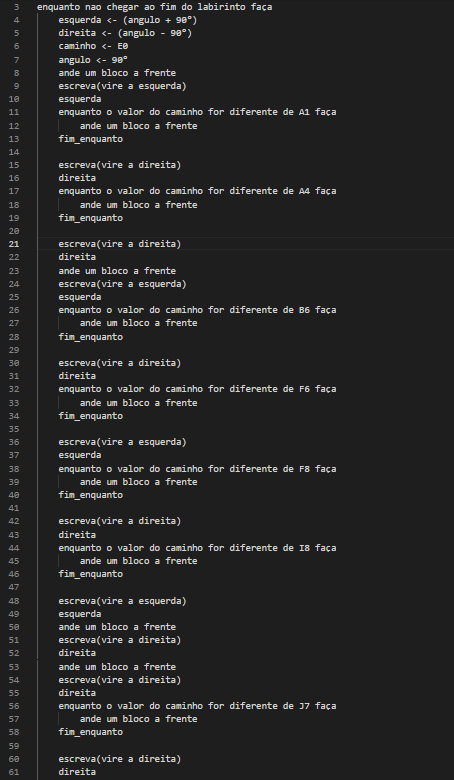 3 enquanto nao chegar ao fim do labirinto faça
4 esquerda <- (angulo + 90°)
5 direita <- (angulo - 90°)
6 caminho <- E0
7 angulo <- 90°
8 ande um bloco a frente
9 escreva(vire a esquerda)
10 esquerda
11 enquanto o valor do caminho for diferente de A1 faça
12 ande um bloco a frente
13 fim_enquanto
14
15 escreva(vire a direita)
16 direita
17 enquanto o valor do caminho for diferente de A4 faça
18 ande um bloco a frente
19 fim_enquanto
20
21 escreva(vire a direita)
22 direita
23 ande um bloco a frente
24 escreva(vire a esquerda)
25 esquerda
26 enquanto o valor do caminho for diferente de B6 faça
27 ande um bloco a frente
28 fim_enquanto
29
30 escreva(vire a direita)
31 direita
32 enquanto o valor do caminho for diferente de F6 faça
33 ande um bloco a frente
34 fim_enquanto
35
36 escreva(vire a esquerda)
37 esquerda
38 enquanto o valor do caminho for diferente de F8 faça
39 ande um bloco a frente
40 fim_enquanto
41
42 escreva(vire a direita)
43 direita
44 enquanto o valor do caminho for diferente de I8 faça
45 ande um bloco a frente
46 fim_enquanto
47
48 escreva(vire a esquerda)
49 esquerda
50 ande um bloco a frente
51 escreva(vire a direita)
52 direita
53 ande um bloco a frente
54 escreva(vire a direita)
55 direita
56 enquanto o valor do caminho for diferente de J7 faça
57 ande um bloco a frente
58 fim_enquanto
59
60 escreva(vire a direita)
61 direita